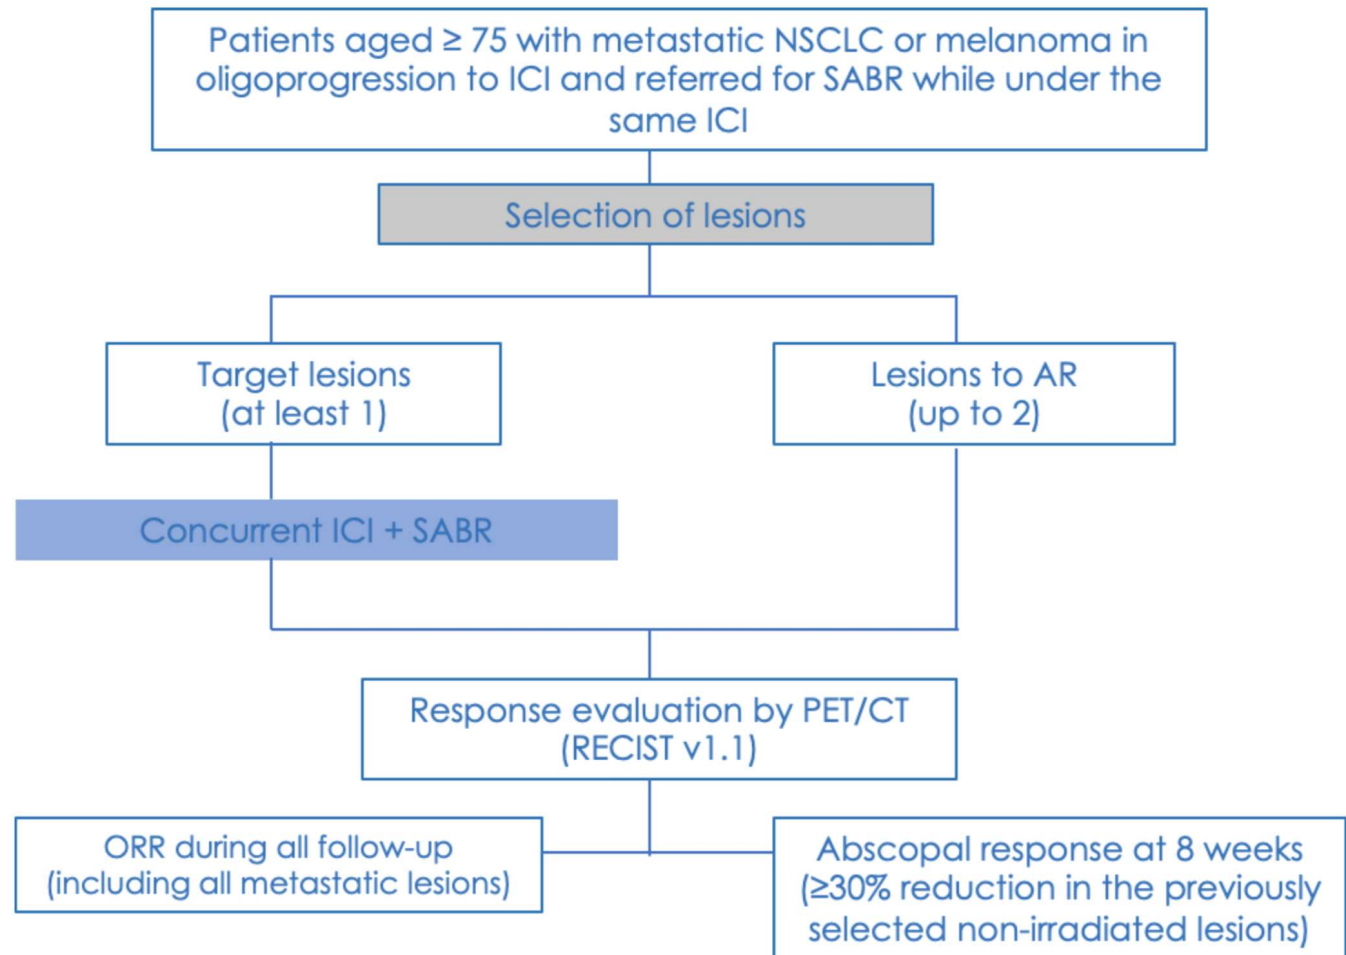 Patients aged ≥ 75 with metastatic NSCLC or melanoma in
oligoprogression to ICI and referred for SABR while under the
same ICI
Selection of lesions
Target lesions
(at least 1)
Lesions to AR
(up to 2)
Concurrent ICI + SABR
Response evaluation by PET/CT
(RECIST v1.1)
ORR during all follow-up
(including all metastatic lesions)
Abscopal response at 8 weeks
(≥30% reduction in the previously
selected non-irradiated lesions)